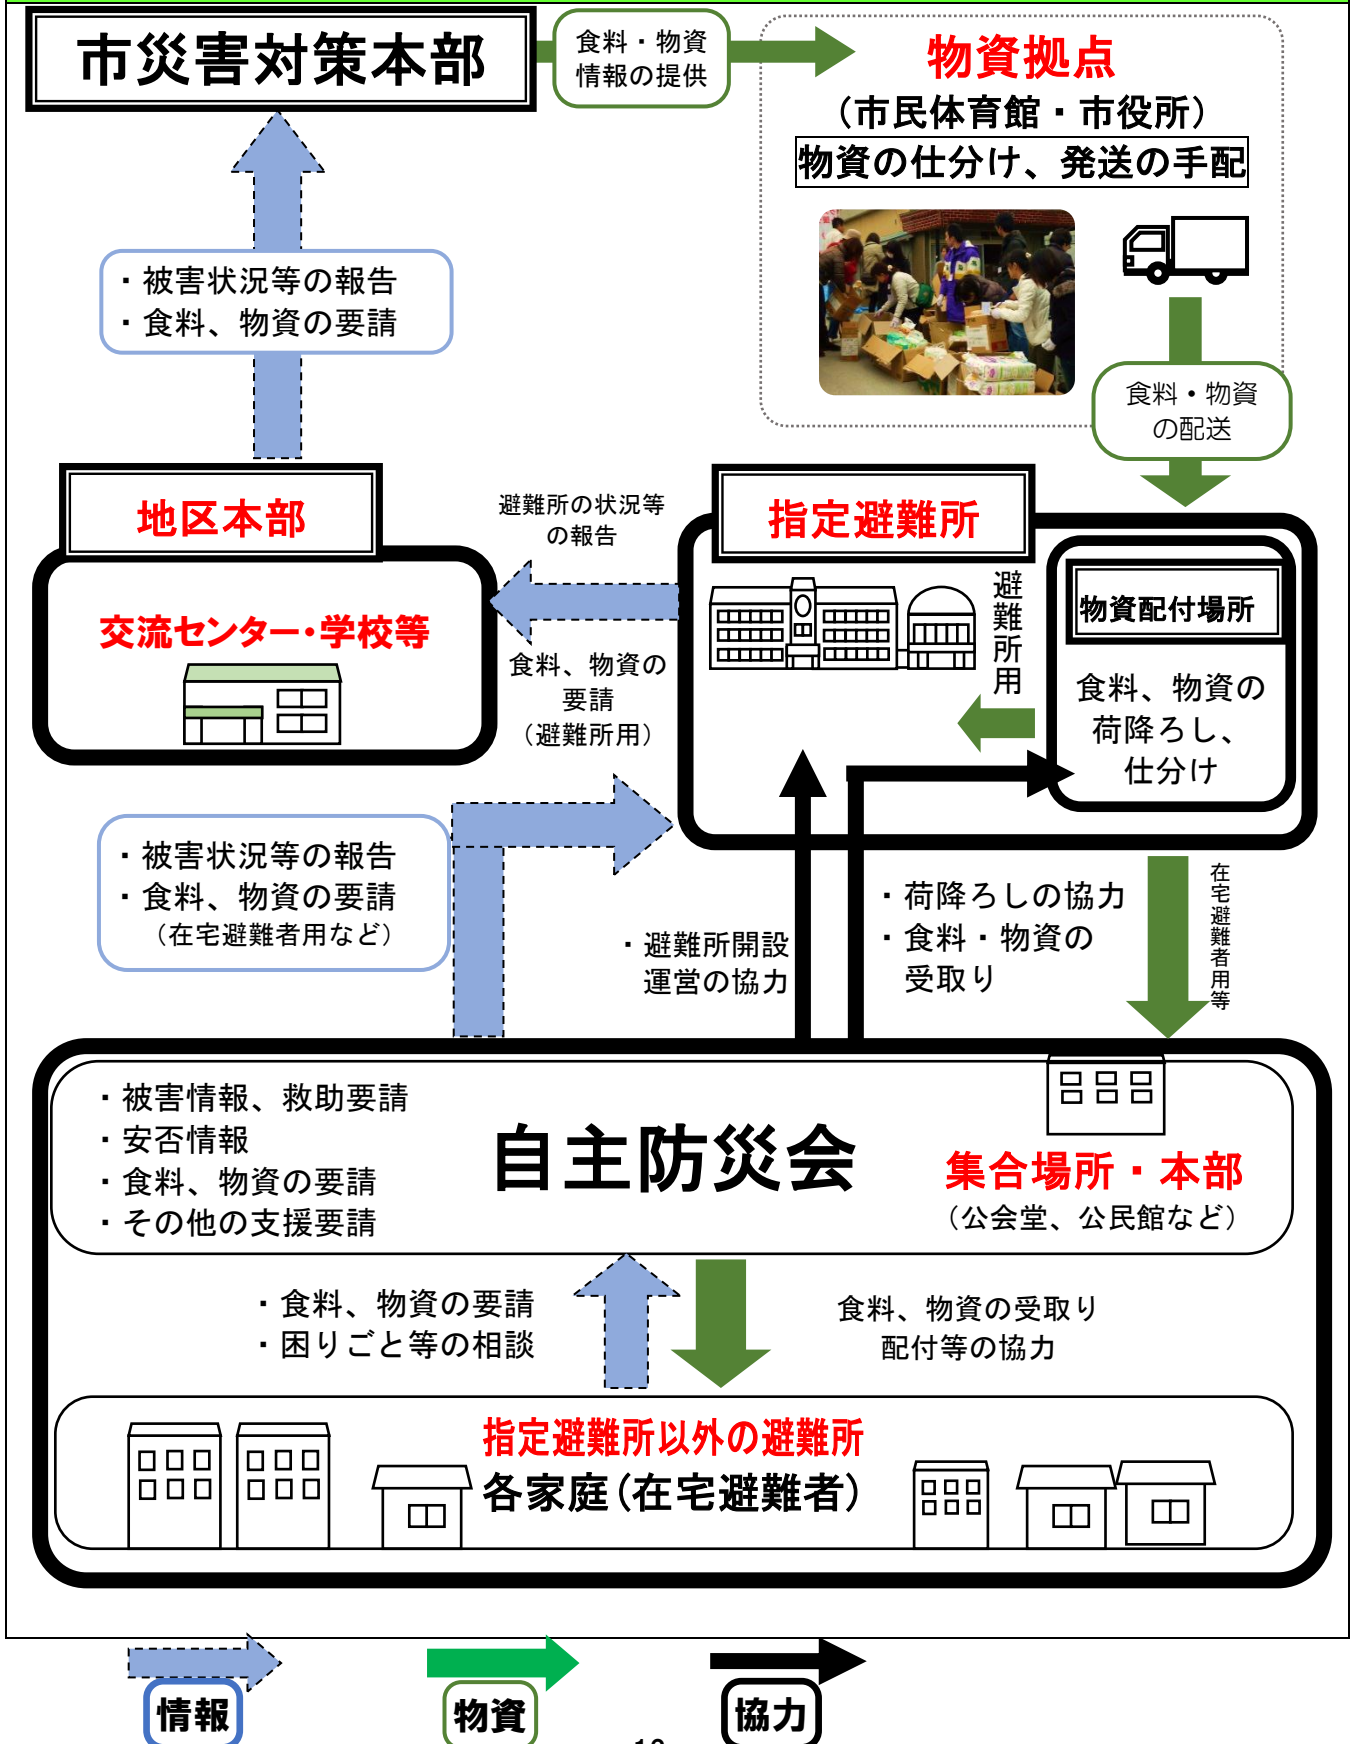 市災害対策本部
食料・物資
情報の提供
物資拠点
（市民体育館・市役所）
物資の仕分け、発送の手配
・被害状況等の報告
・食料、物資の要請
食料・物資
の配送
地区本部
交流センター・学校等
避難所の状況等
の報告
食料、物資の
要請
（避難所用）
指定避難所
避難所用
物資配付場所
食料、物資の
荷降ろし、
仕分け
・被害状況等の報告
・食料、物資の要請
（在宅避難者用など）
・避難所開設
運営の協力
・荷降ろしの協力
・食料・物資の
受取り
在宅避難者用等
・被害情報、救助要請
・安否情報
・食料、物資の要請
・その他の支援要請
自主防災会
集合場所・本部
（公会堂、公民館など）
・食料、物資の要請
・困りごと等の相談
食料、物資の受取り
配付等の協力
指定避難所以外の避難所
各家庭（在宅避難者）
情報
物資
協力